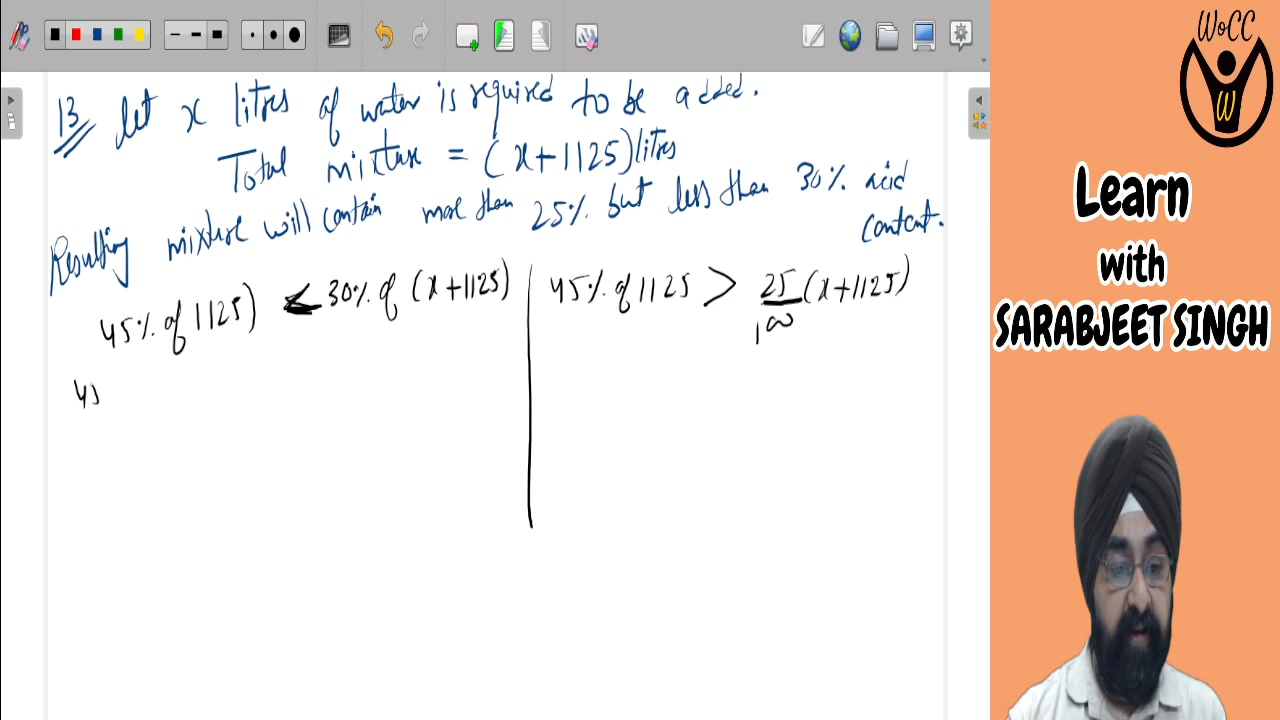 WOCC
W
Learn
with
SARABJEET SINGH
13 Let x litres of water is required to be added.
Total mixture = (x+1125) litres
Resulting mixture will contain more than 25% but less than 30% acid
content.
45% of 1125) < 30% of (x+1125)
45% of 1125 > 25/100 (x+1125)
45